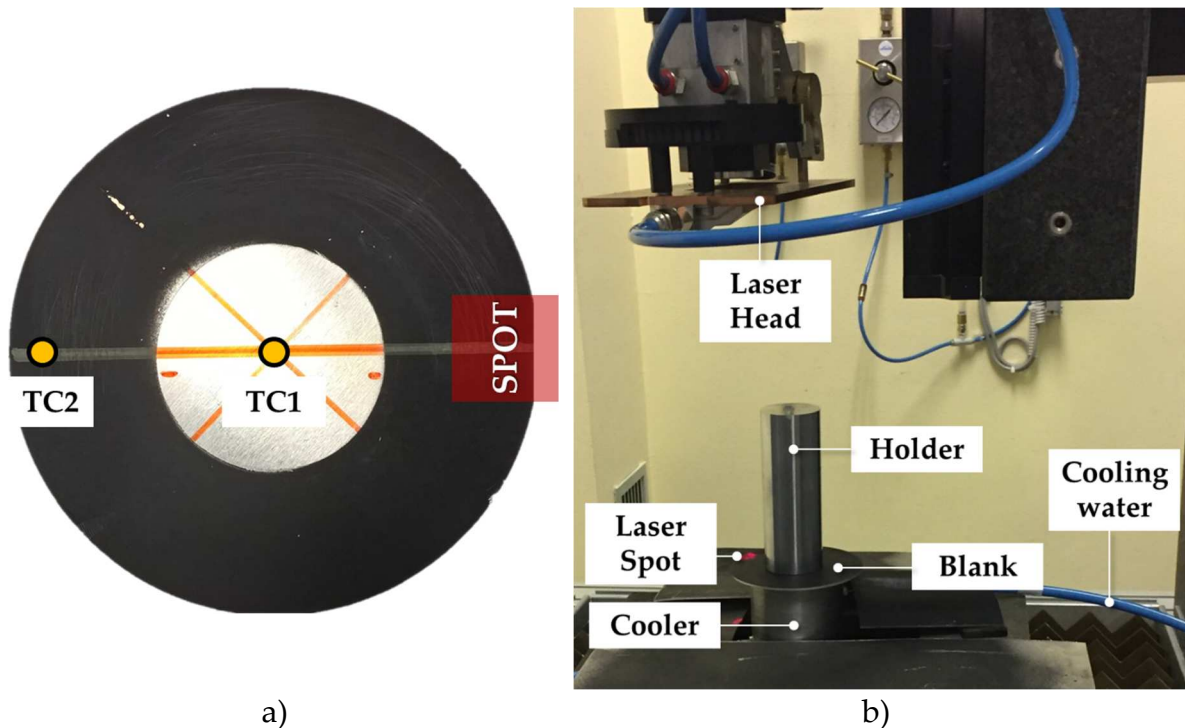 SPOT
TC2
TC1
a)
Laser
Head
Holder
Cooling
water
Laser
Spot
Blank
Cooler
b)